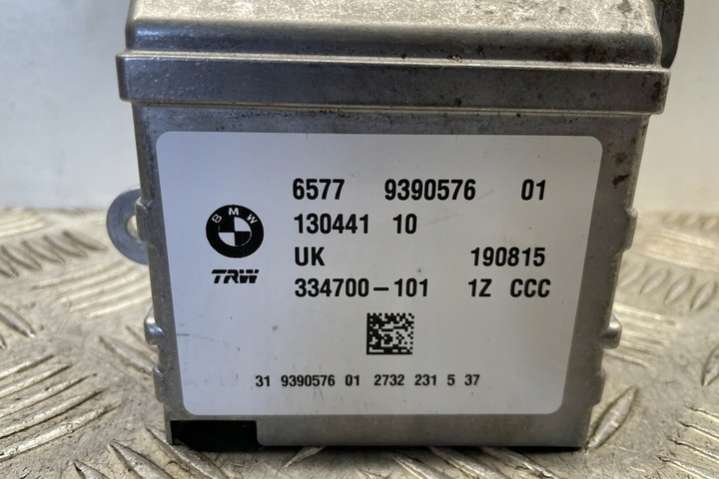 6577 9390576 01
BMW
130441 10
UK 190815
TRW
334700-101 1Z CCC
31 9390576 01 2732 231 5 37